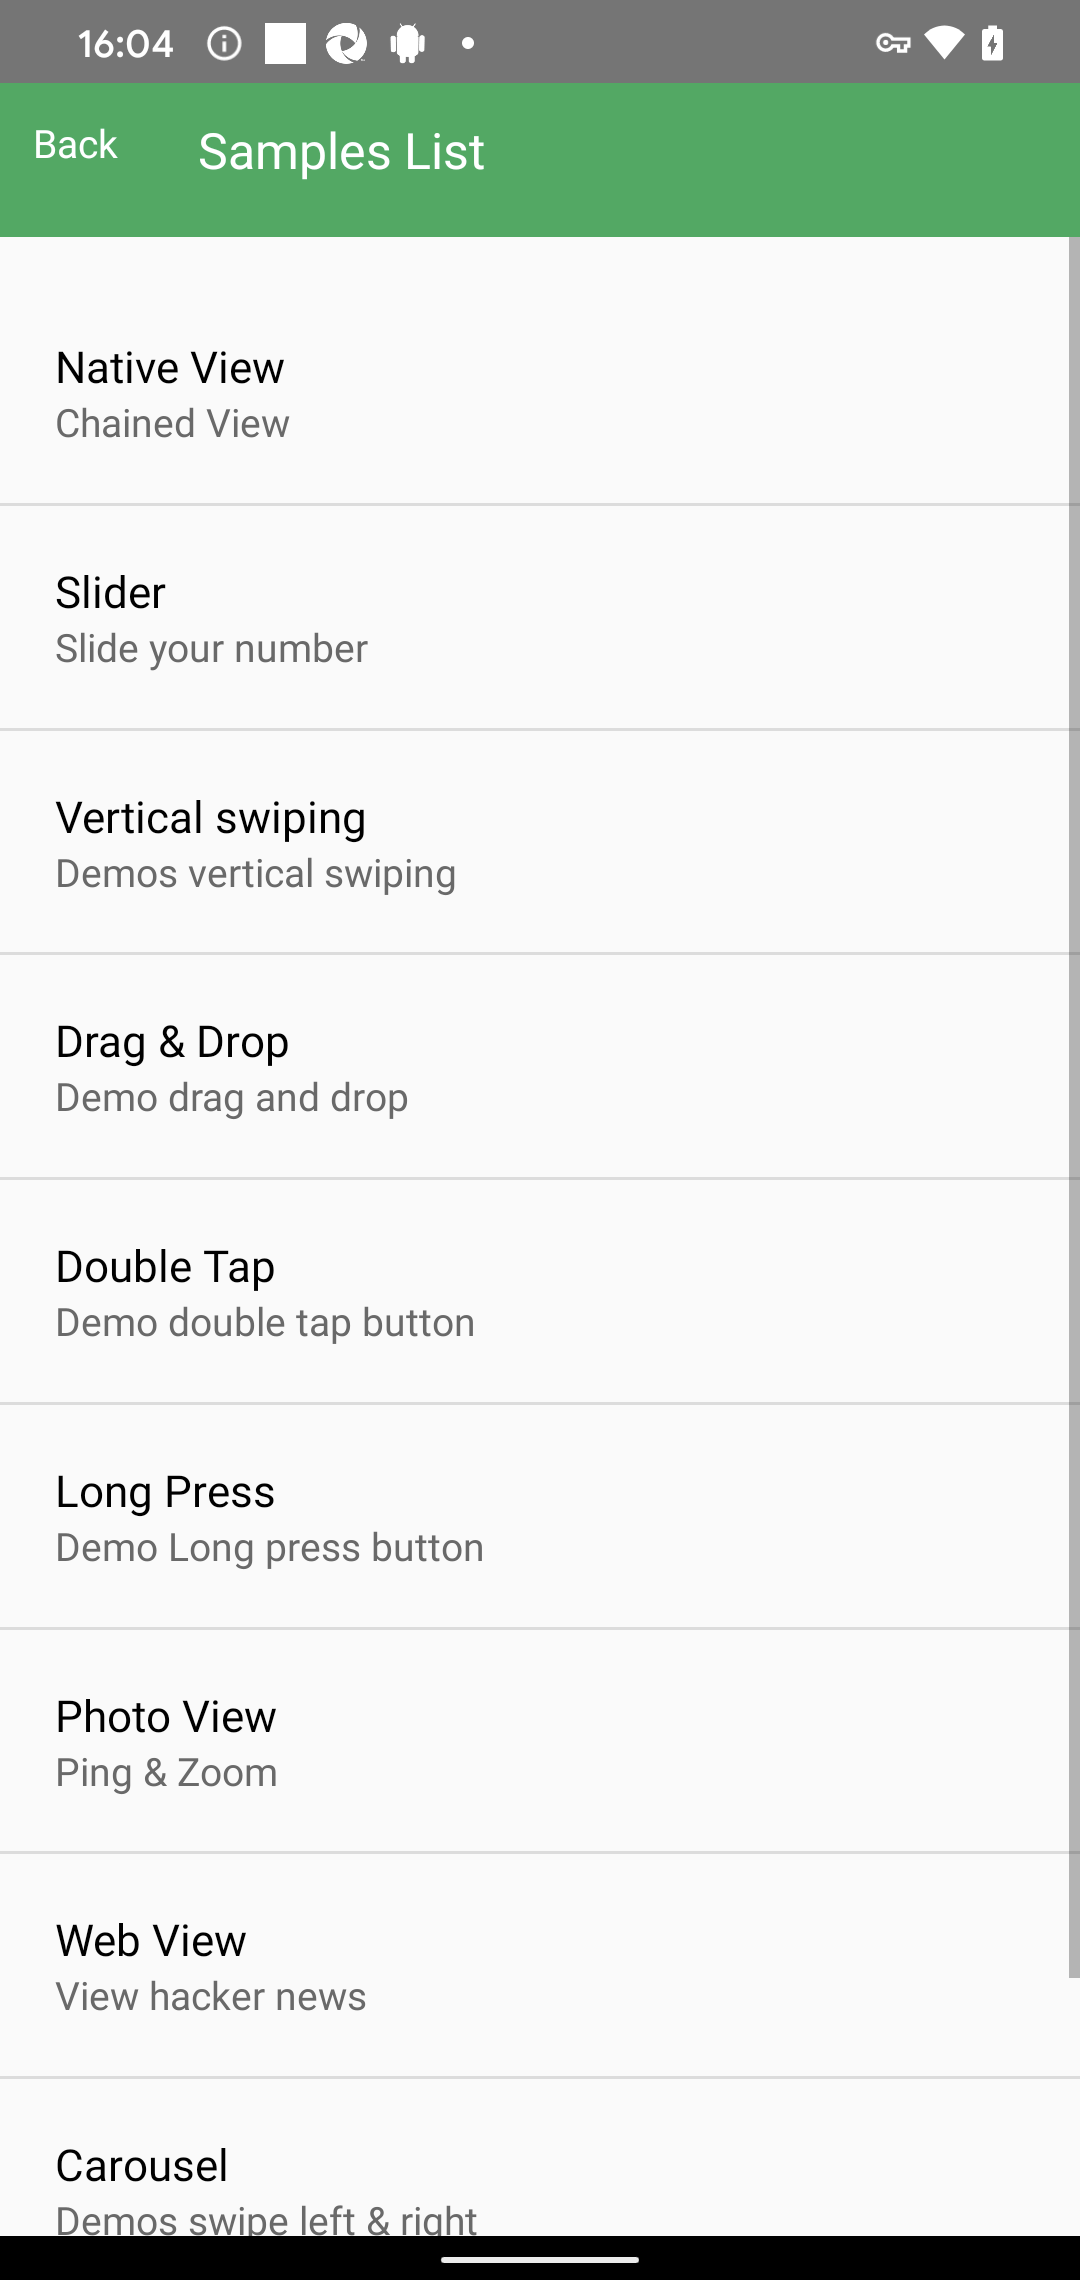 16:04
Back
Samples List
Native View
Chained View
Slider
Slide your number
Vertical swiping
Demos vertical swiping
Drag & Drop
Demo drag and drop
Double Tap
Demo double tap button
Long Press
Demo Long press button
Photo View
Ping & Zoom
Web View
View hacker news
Carousel
Demos swipe left & right